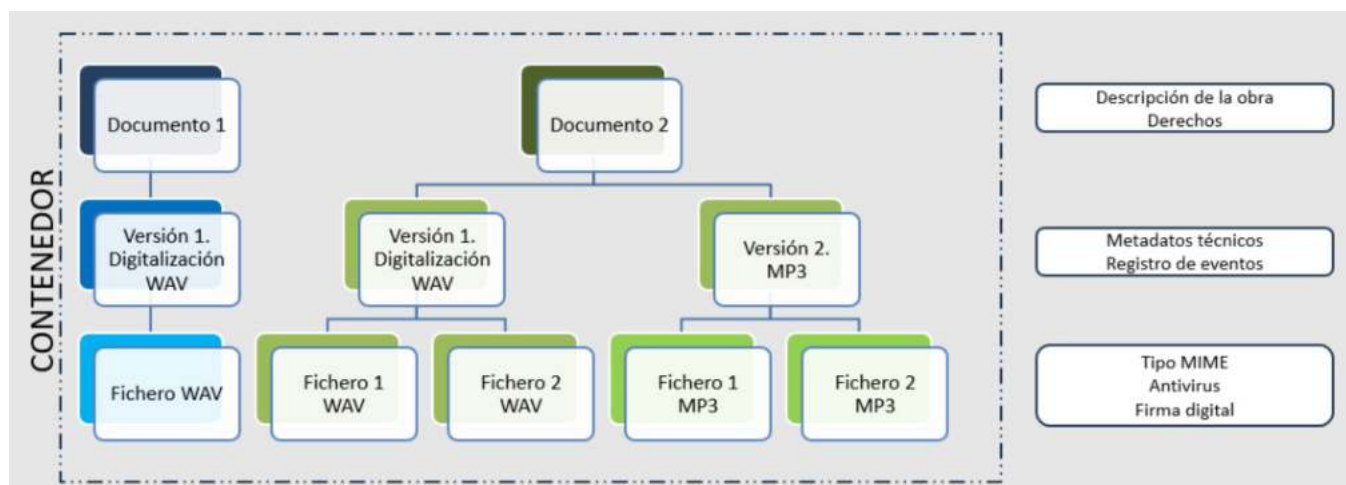 CONTENEDOR
Documento 1
Documento 2
Descripción de la obra
Derechos
Versión 1.
Digitalización
WAV
Versión 1.
Digitalización
WAV
Versión 2.
MP3
Metadatos técnicos
Registro de eventos
Fichero WAV
Fichero 1
WAV
Fichero 2
WAV
Fichero 1
MP3
Fichero 2
MP3
Tipo MIME
Antivirus
Firma digital